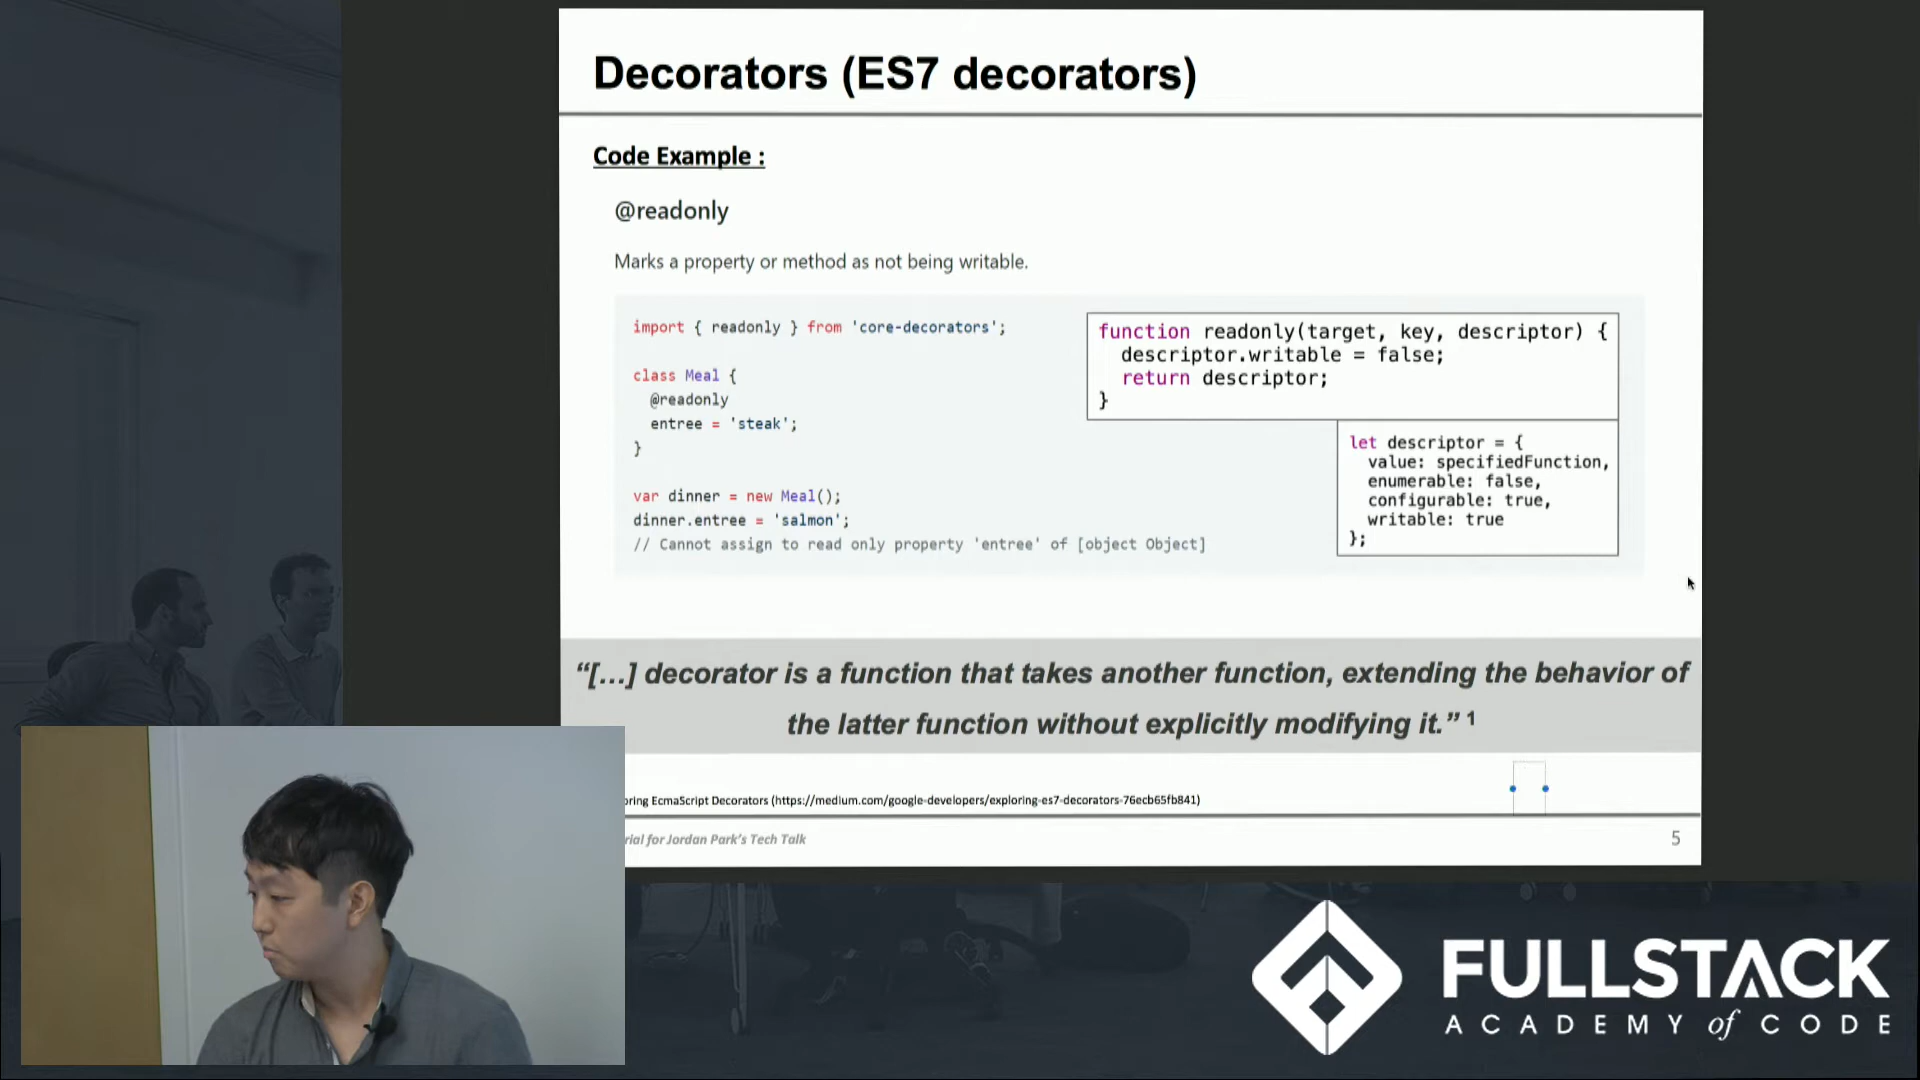 Decorators (ES7 decorators)
Code Example :
@readonly
Marks a property or method as not being writable.
import { readonly } from 'core-decorators';
class Meal {
@readonly
entree = 'steak';
}
var dinner = new Meal();
dinner.entree = 'salmon';
// Cannot assign to read only property 'entree' of [object Object]
function readonly(target, key, descriptor) {
descriptor.writable = false;
return descriptor;
}
let descriptor = {
value: specifiedFunction,
enumerable: false,
configurable: true,
writable: true
};
“[…] decorator is a function that takes another function, extending the behavior of
the latter function without explicitly modifying it.” 1
EcmaScript Decorators (https://medium.com/google-developers/exploring-es7-decorators-76ecb65fb841)
for Jordan Park's Tech Talk
5
FULLSTACK
ACADEMY of CODE